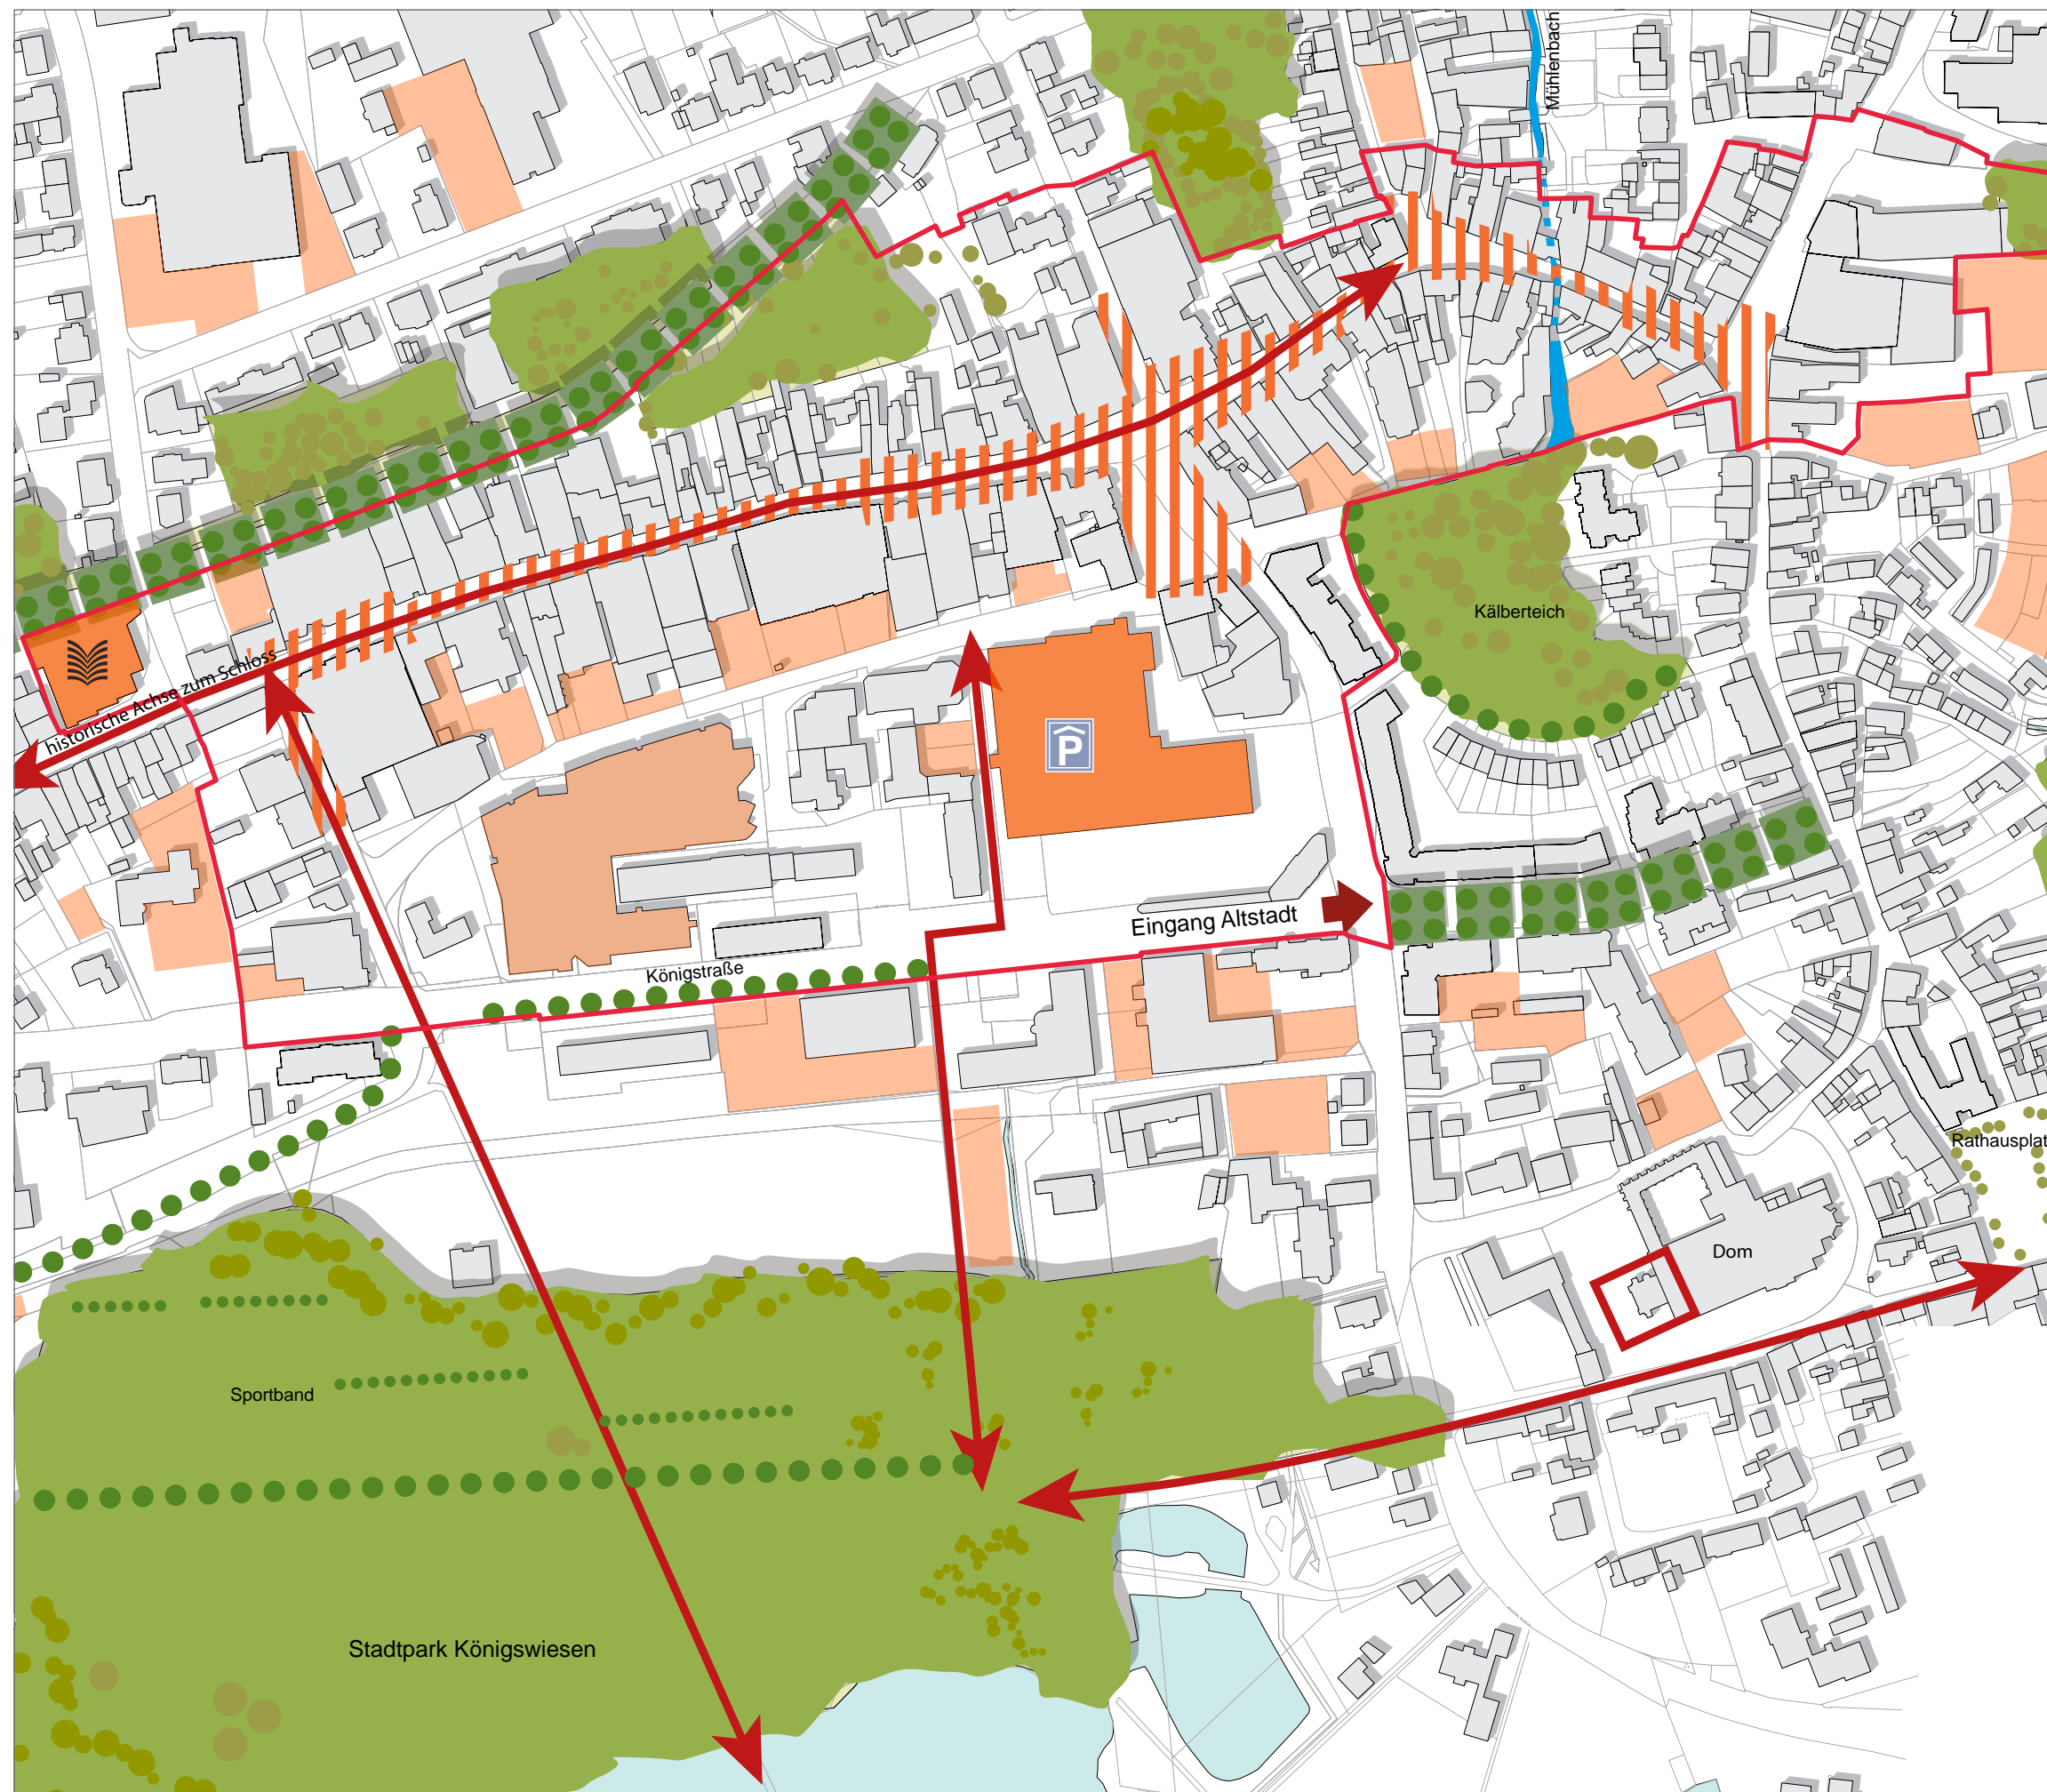 Mühlenbach
Kälberteich
historische Achse zum Schloss
P
Eingang Altstadt
Königstraße
Rathausplat
Dom
Sportband
Stadtpark Königswiesen